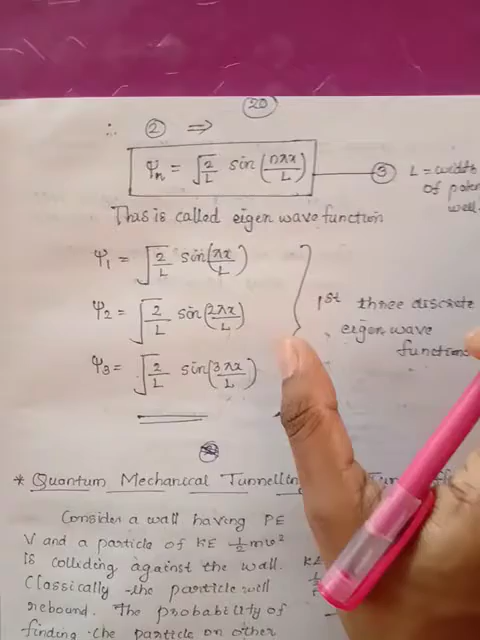 20
∴ ② ⇒
Ψn = √2/L sin(nπx/L) — ③ L = width
of
well.
This is called eigen wave function
Ψ1 = √2/L sin(πx/L)
Ψ2 = √2/L sin(2πx/L)
Ψ3 = √2/L sin(3πx/L)
1st three discrete
eigen wave
functions
* Quantum Mechanical
Consider a wall having PE
V and a particle of KE ½mv²
is colliding against the wall.
Classically the particle will
rebound. The probability of
finding the particle on other